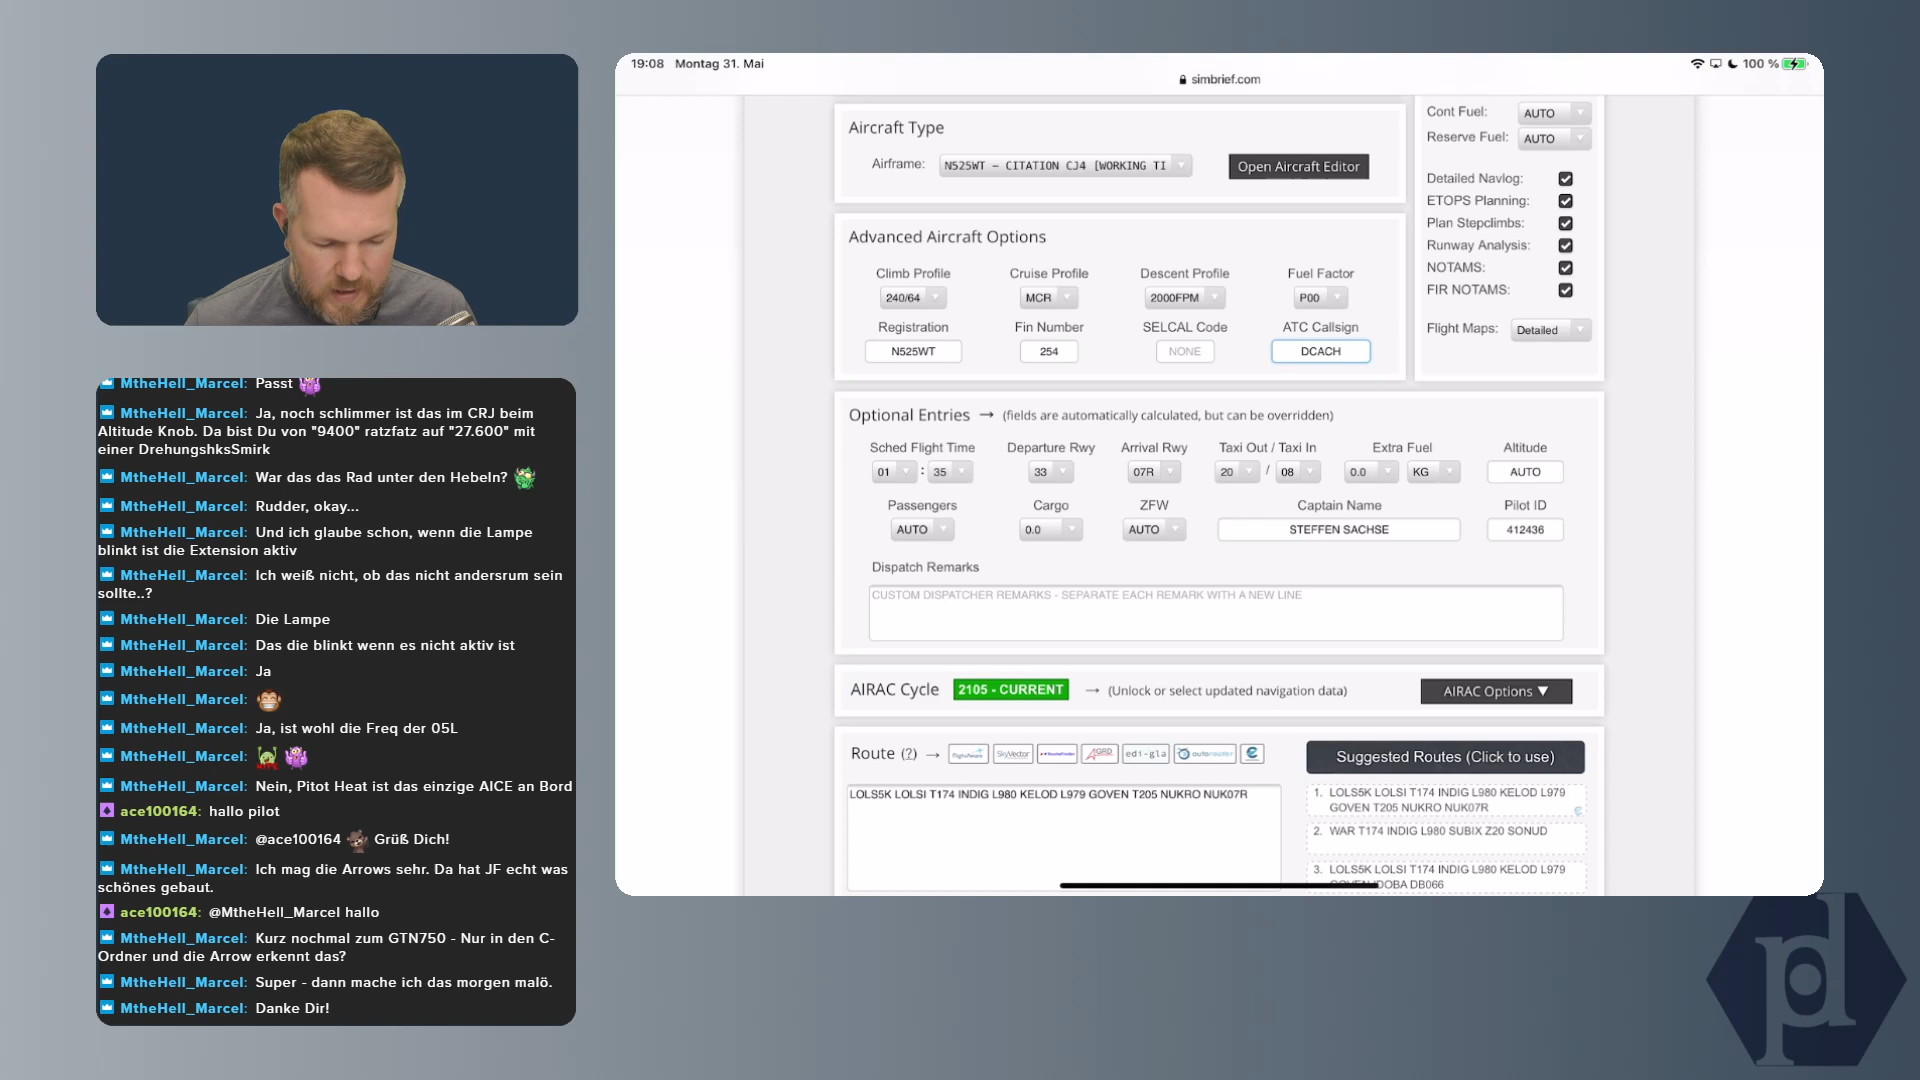 19:08 Montag 31. Mai
100 %
simbrief.com
Aircraft Type
Airframe: N525WT – CITATION CJ4 [WORKING TI
Open Aircraft Editor
Advanced Aircraft Options
Climb Profile Cruise Profile Descent Profile Fuel Factor
240/64 MCR 2000FPM P00
Registration Fin Number SELCAL Code ATC Callsign
N525WT 254 NONE DCACH
Cont Fuel: AUTO
Reserve Fuel: AUTO
Detailed Navlog:
ETOPS Planning:
Plan Stepclimbs:
Runway Analysis:
NOTAMS:
FIR NOTAMS:
Flight Maps: Detailed
Optional Entries → (fields are automatically calculated, but can be overridden)
Sched Flight Time Departure Rwy Arrival Rwy Taxi Out / Taxi In Extra Fuel Altitude
01 : 35 33 07R 20 / 08 0.0 KG AUTO
Passengers Cargo ZFW Captain Name Pilot ID
AUTO 0.0 AUTO STEFFEN SACHSE 412436
Dispatch Remarks
CUSTOM DISPATCHER REMARKS - SEPARATE EACH REMARK WITH A NEW LINE
AIRAC Cycle 2105 - CURRENT → (Unlock or select updated navigation data)
AIRAC Options ▼
Route (?) → SkyVector edi-gla autorouter
Suggested Routes (Click to use)
LOLS5K LOLSI T174 INDIG L980 KELOD L979 GOVEN T205 NUKRO NUK07R
1. LOLS5K LOLSI T174 INDIG L980 KELOD L979
GOVEN T205 NUKRO NUK07R
2. WAR T174 INDIG L980 SUBIX Z20 SONUD
3. LOLS5K LOLSI T174 INDIG L980 KELOD L979
DB066
MtheHell_Marcel: Passt
MtheHell_Marcel: Ja, noch schlimmer ist das im CRJ beim
Altitude Knob. Da bist Du von "9400" ratzfatz auf "27.600" mit
einer DrehungshksSmirk
MtheHell_Marcel: War das das Rad unter den Hebeln?
MtheHell_Marcel: Rudder, okay...
MtheHell_Marcel: Und ich glaube schon, wenn die Lampe
blinkt ist die Extension aktiv
MtheHell_Marcel: Ich weiß nicht, ob das nicht andersrum sein
sollte..?
MtheHell_Marcel: Die Lampe
MtheHell_Marcel: Das die blinkt wenn es nicht aktiv ist
MtheHell_Marcel: Ja
MtheHell_Marcel:
MtheHell_Marcel: Ja, ist wohl die Freq der 05L
MtheHell_Marcel:
MtheHell_Marcel: Nein, Pitot Heat ist das einzige AICE an Bord
ace100164: hallo pilot
MtheHell_Marcel: @ace100164 Grüß Dich!
MtheHell_Marcel: Ich mag die Arrows sehr. Da hat JF echt was
schönes gebaut.
ace100164: @MtheHell_Marcel hallo
MtheHell_Marcel: Kurz nochmal zum GTN750 - Nur in den C-
Ordner und die Arrow erkennt das?
MtheHell_Marcel: Super - dann mache ich das morgen malö.
MtheHell_Marcel: Danke Dir!